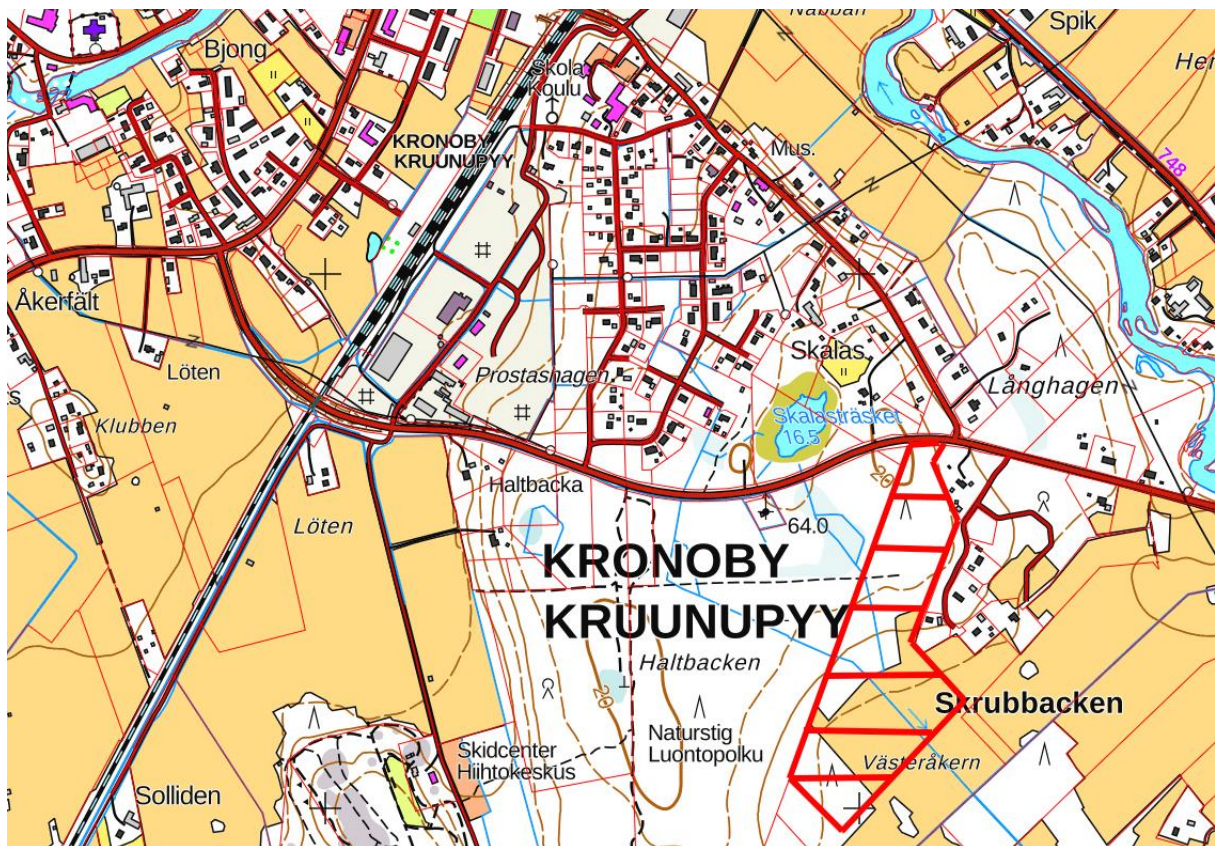 Nabban
Spik
Bjong
Skola
Koulu
KRONOBY
KRUUNUPYY
Mus.
748
Åkerfält
Löten
Klubben
Prostashagen
Skalas
Långhagen
Skalasträsket
16.5
20
Haltbacka
64.0
Löten
KRONOBY
KRUUNUPYY
Haltbacken
20
Skrubbacken
Naturstig
Luontopolku
Västeråkern
Skidcenter
Hiihtokeskus
Solliden